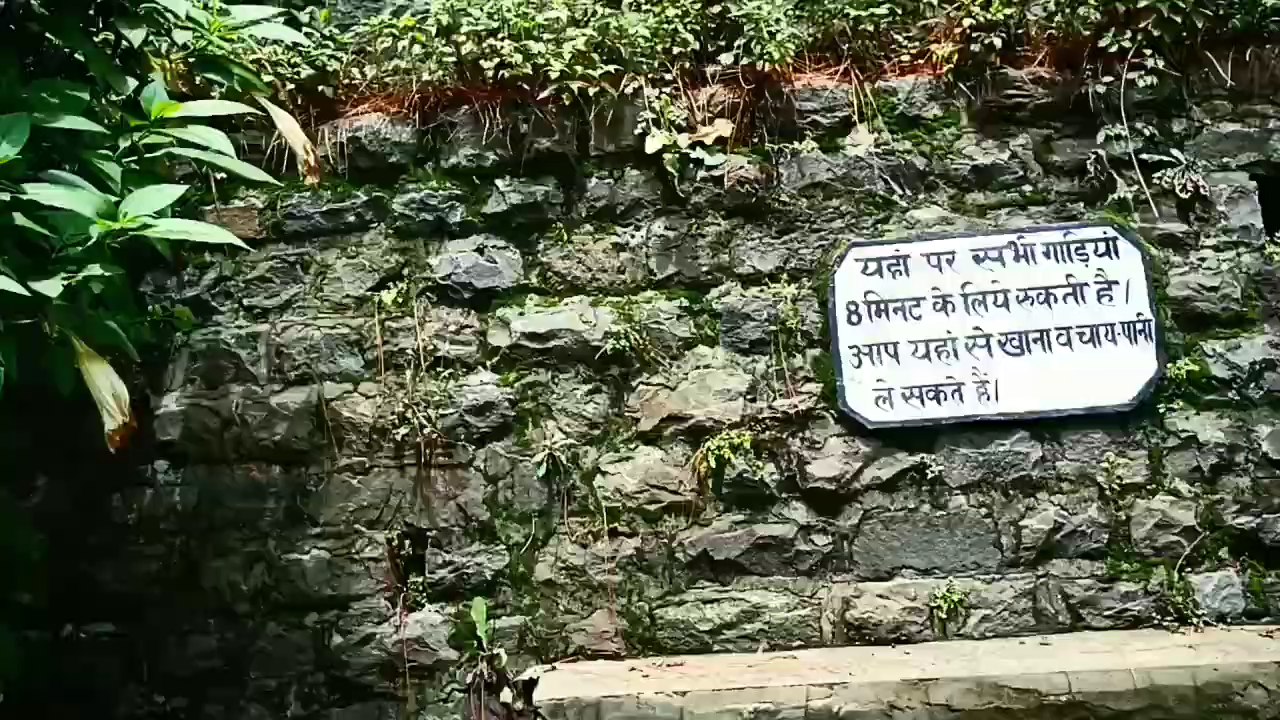 यहां पर सभी गाड़ियां
8 मिनट के लिये रुकती है।
आप यहां से खाना व चाय-पानी
ले सकते हैं।